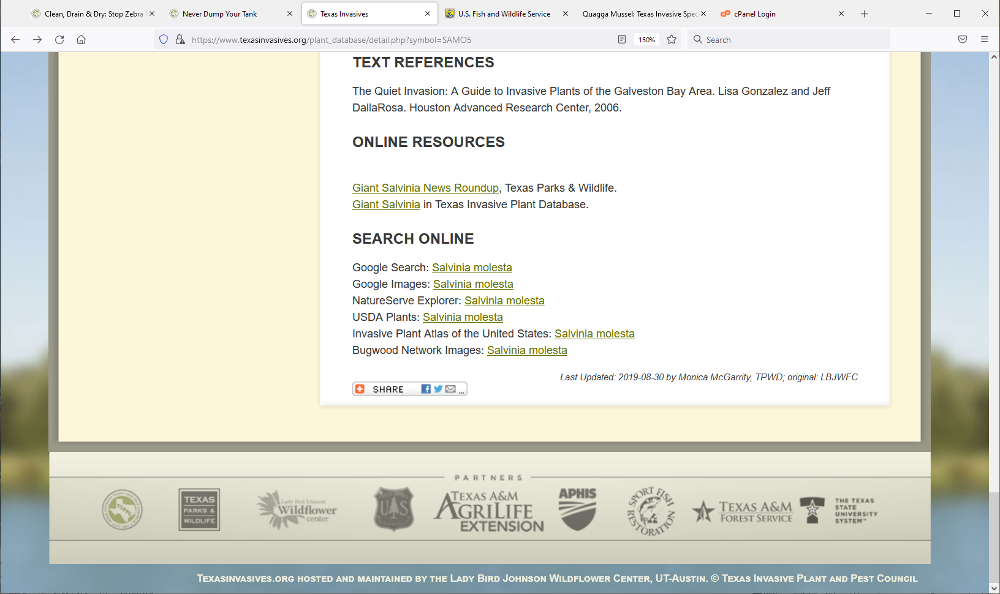 Clean, Drain & Dry: Stop Zebra
Never Dump Your Tank
Texas Invasives
U.S. Fish and Wildlife Service
Quagga Mussel: Texas Invasive Spec
cPanel Login
https://www.texasinvasives.org/plant_database/detail.php?symbol=SAMO5
150%
Search
TEXT REFERENCES
The Quiet Invasion: A Guide to Invasive Plants of the Galveston Bay Area. Lisa Gonzalez and Jeff
DallaRosa. Houston Advanced Research Center, 2006.
ONLINE RESOURCES
Giant Salvinia News Roundup, Texas Parks & Wildlife.
Giant Salvinia in Texas Invasive Plant Database.
SEARCH ONLINE
Google Search: Salvinia molesta
Google Images: Salvinia molesta
NatureServe Explorer: Salvinia molesta
USDA Plants: Salvinia molesta
Invasive Plant Atlas of the United States: Salvinia molesta
Bugwood Network Images: Salvinia molesta
Last Updated: 2019-08-30 by Monica McGarrity, TPWD; original: LBJWFC
SHARE ...
PARTNERS
TSIPPC
TEXAS
PARKS &
WILDLIFE
Lady Bird Johnson
Wildflower
center
U S
TEXAS A&M
AGRILIFE
EXTENSION
APHIS
SPORT FISH
RESTORATION
TEXAS A&M
FOREST SERVICE
THE TEXAS
STATE
UNIVERSITY
SYSTEM™
TEXASINVASIVES.ORG HOSTED AND MAINTAINED BY THE LADY BIRD JOHNSON WILDFLOWER CENTER, UT-AUSTIN. © TEXAS INVASIVE PLANT AND PEST COUNCIL